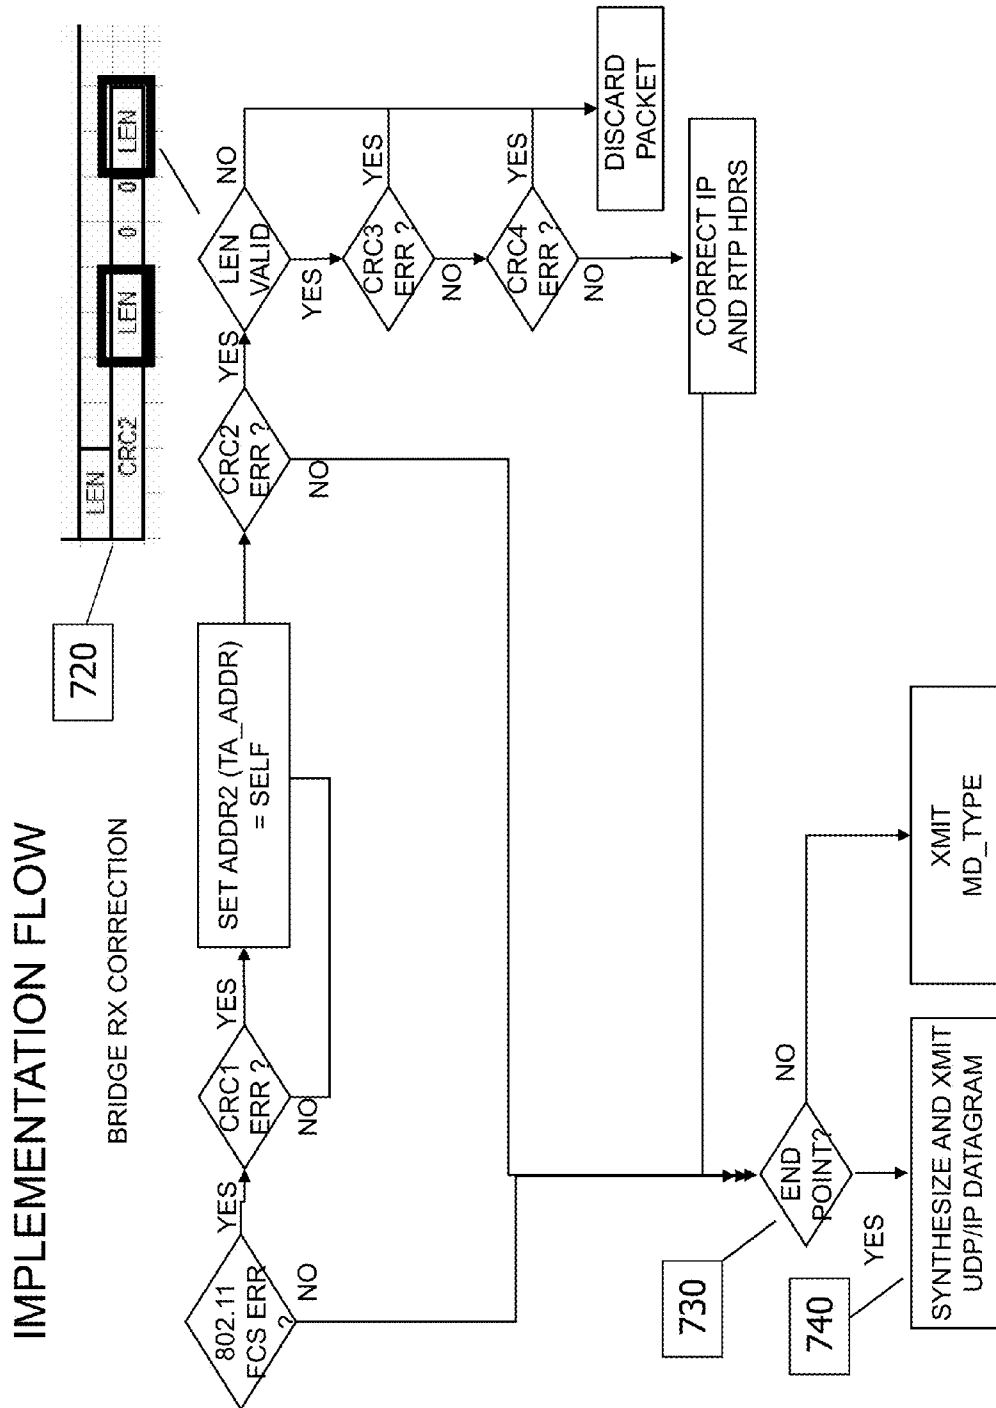 IMPLEMENTATION FLOW
BRIDGE RX CORRECTION
720
LEN
CRC2
LEN
0
0
LEN
802.11
FCS ERR
?
YES
NO
CRC1
ERR ?
YES
NO
SET ADDR2 (TA_ADDR)
= SELF
CRC2
ERR ?
YES
NO
LEN
VALID
NO
YES
CRC3
ERR ?
YES
NO
CRC4
ERR ?
YES
NO
DISCARD
PACKET
CORRECT IP
AND RTP HDRS
730
END
POINT?
NO
YES
740
SYNTHESIZE AND XMIT
UDP/IP DATAGRAM
XMIT
MD_TYPE